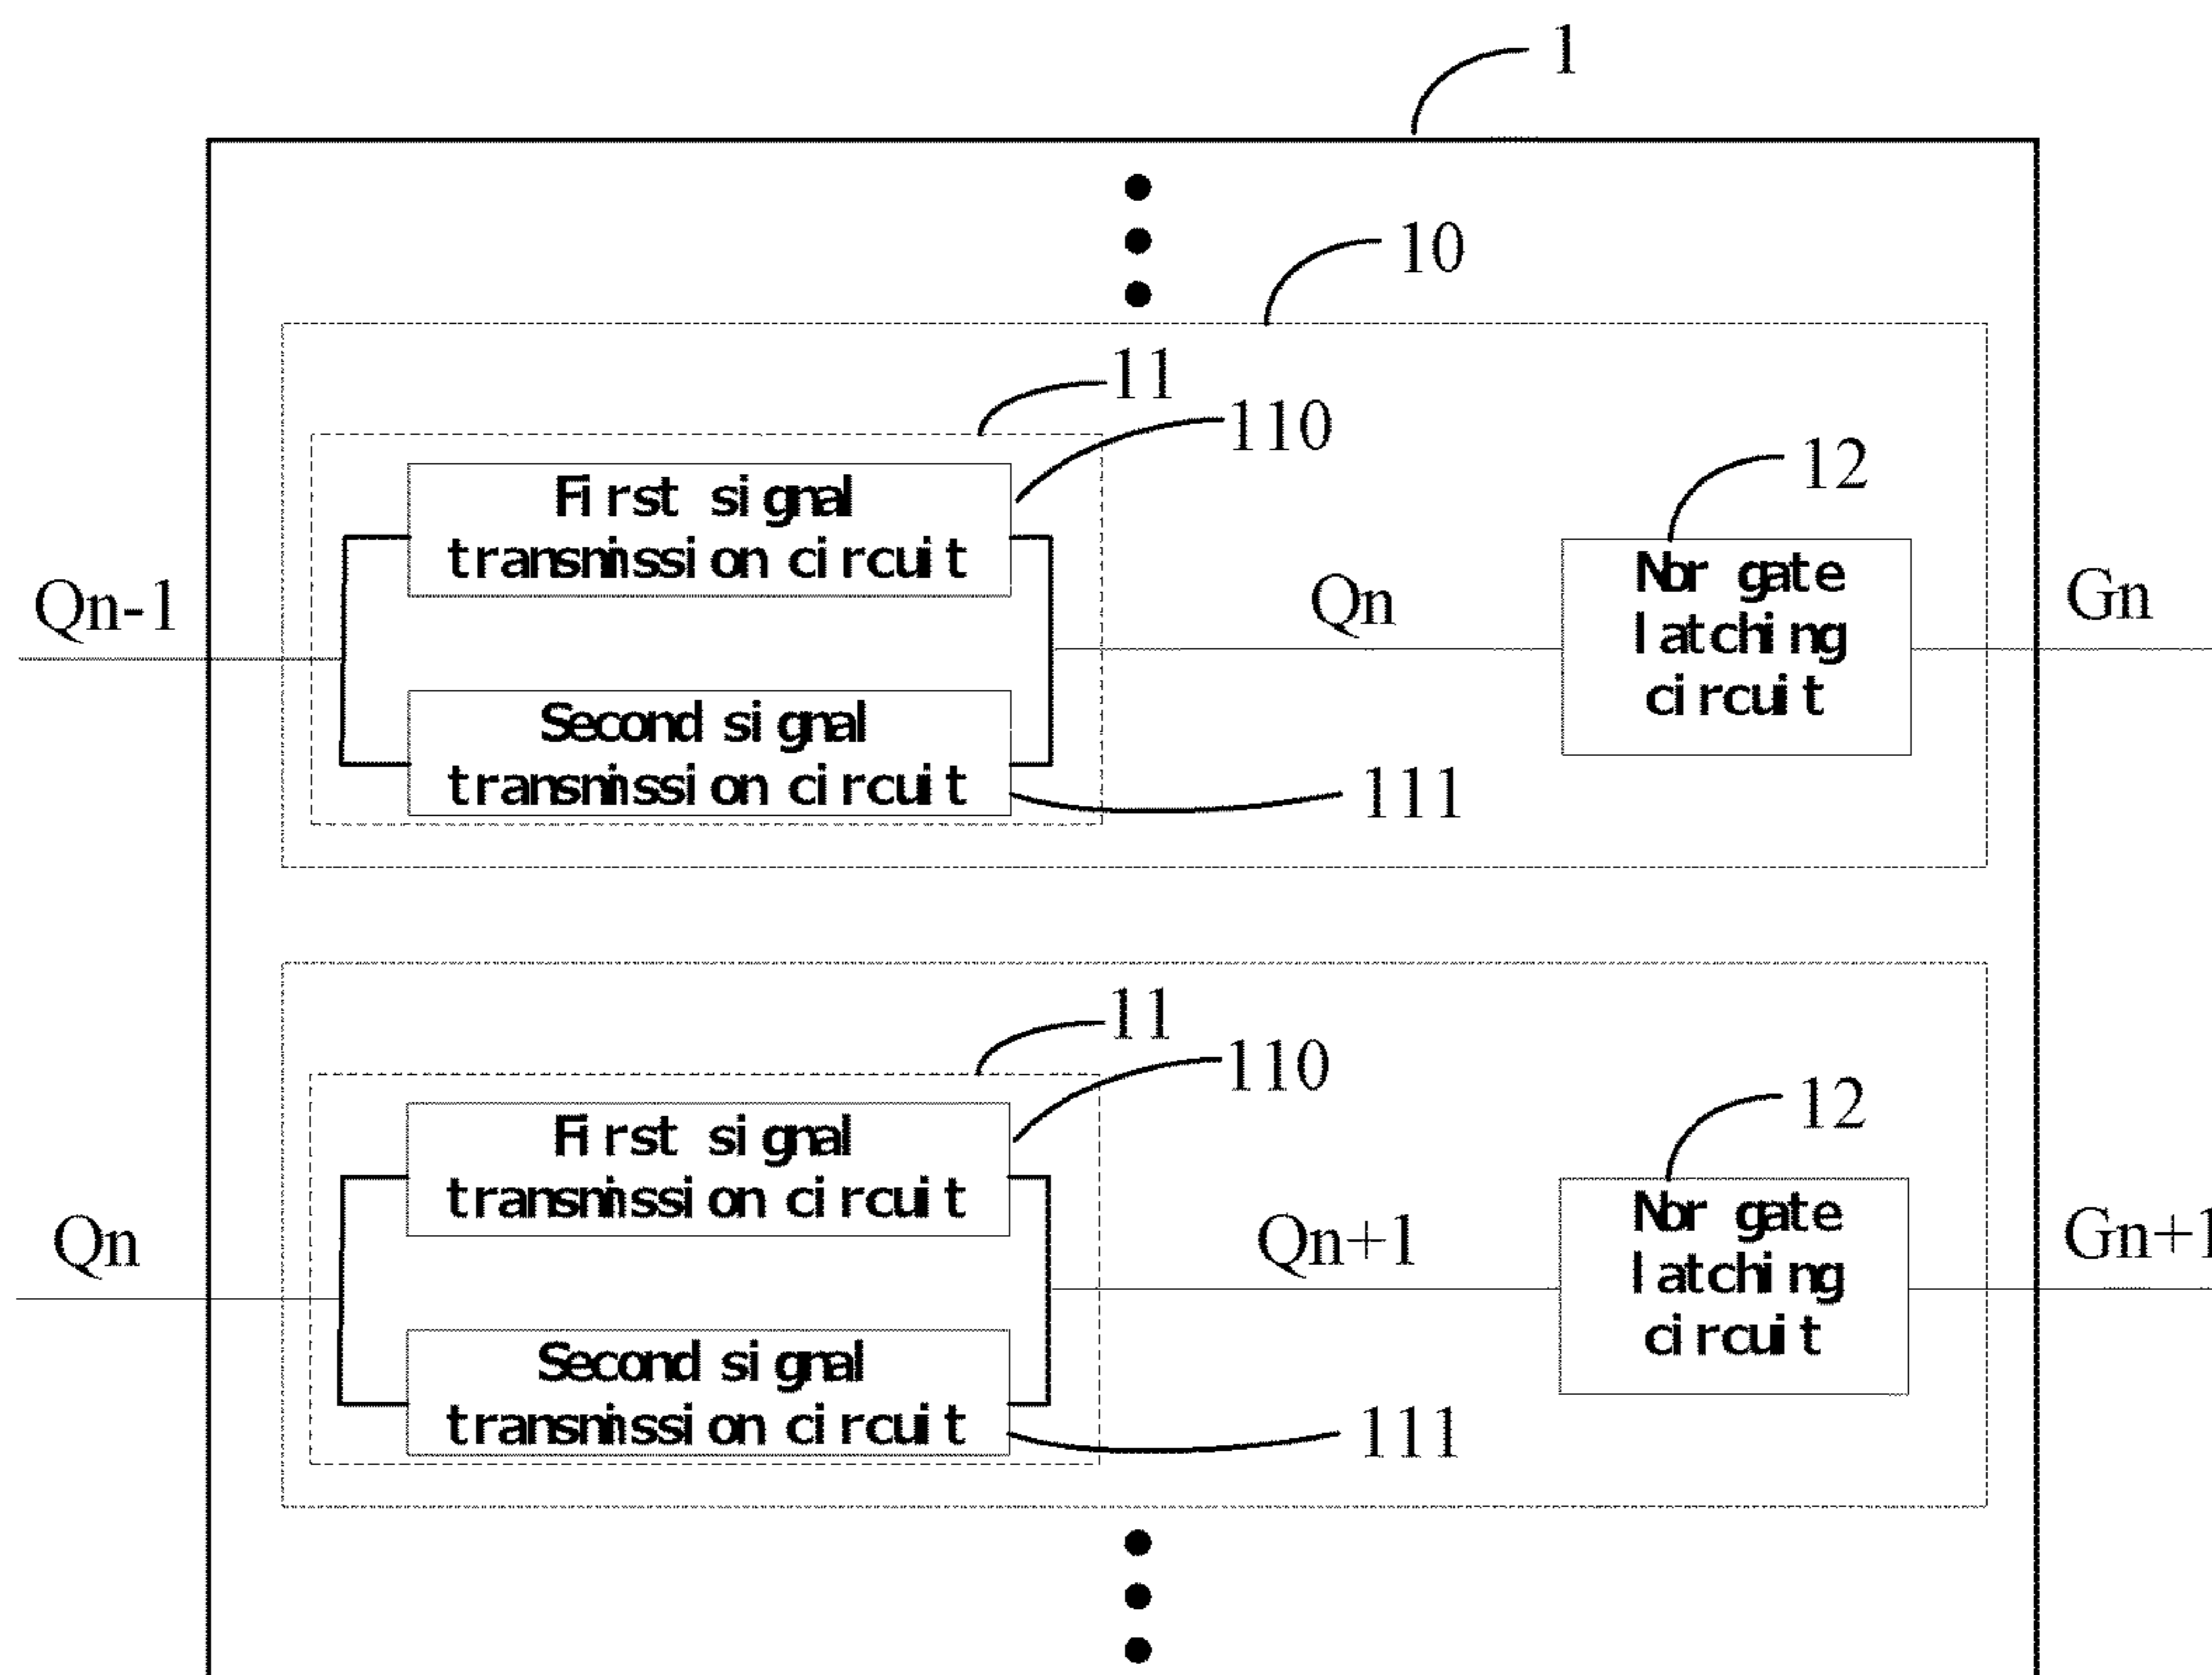 1
10
11
110
First signal
transmission circuit
12
Nor gate
latching
circuit
Qn-1
Qn
Gn
Second signal
transmission circuit
111
11
110
First signal
transmission circuit
12
Nor gate
latching
circuit
Qn
Qn+1
Gn+1
Second signal
transmission circuit
111